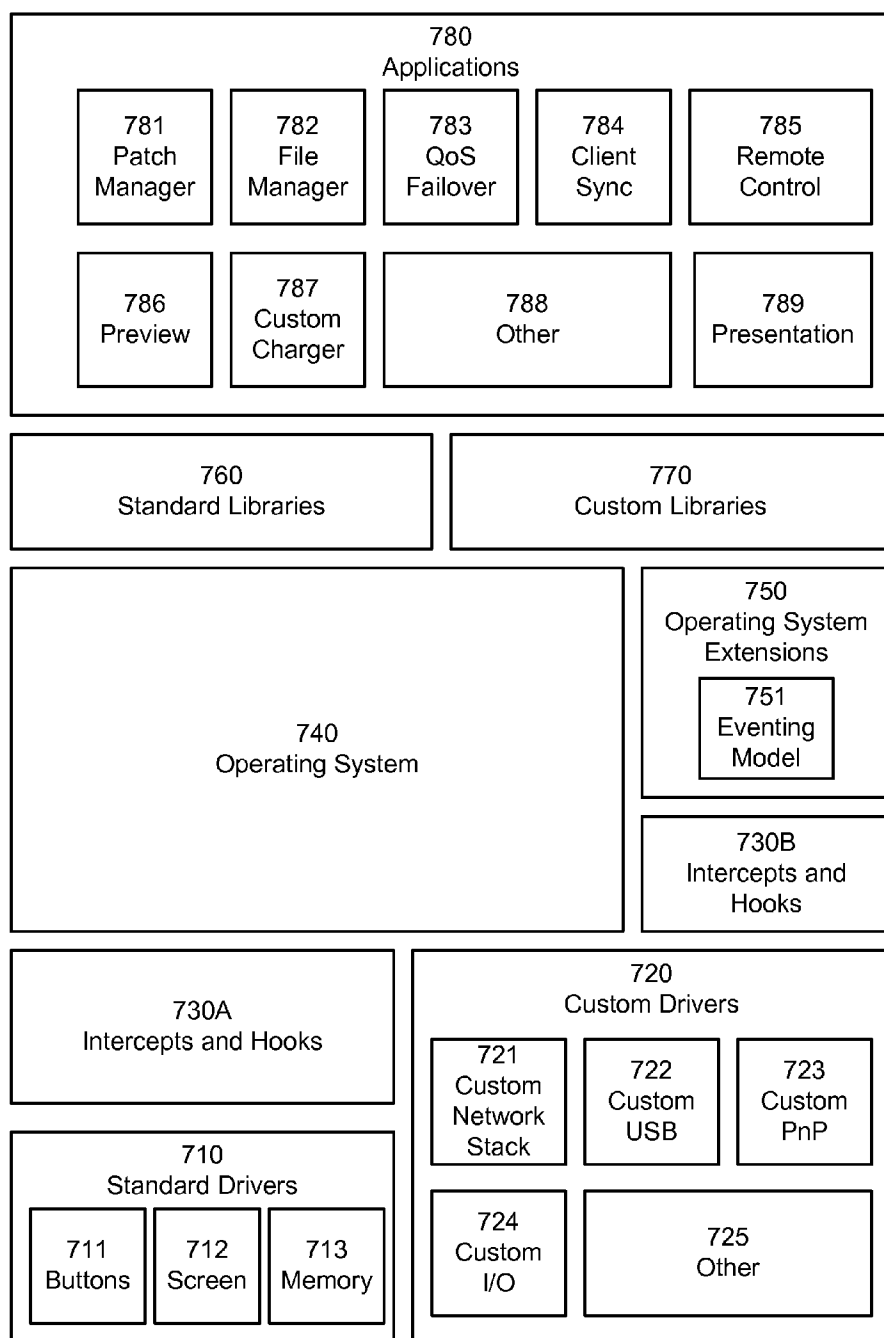 780
Applications
781
Patch
Manager
782
File
Manager
783
QoS
Failover
784
Client
Sync
785
Remote
Control
786
Preview
787
Custom
Charger
788
Other
789
Presentation
760
Standard Libraries
770
Custom Libraries
740
Operating System
750
Operating System
Extensions
751
Eventing
Model
730B
Intercepts and
Hooks
730A
Intercepts and Hooks
720
Custom Drivers
721
Custom
Network
Stack
722
Custom
USB
723
Custom
PnP
724
Custom
I/O
725
Other
710
Standard Drivers
711
Buttons
712
Screen
713
Memory